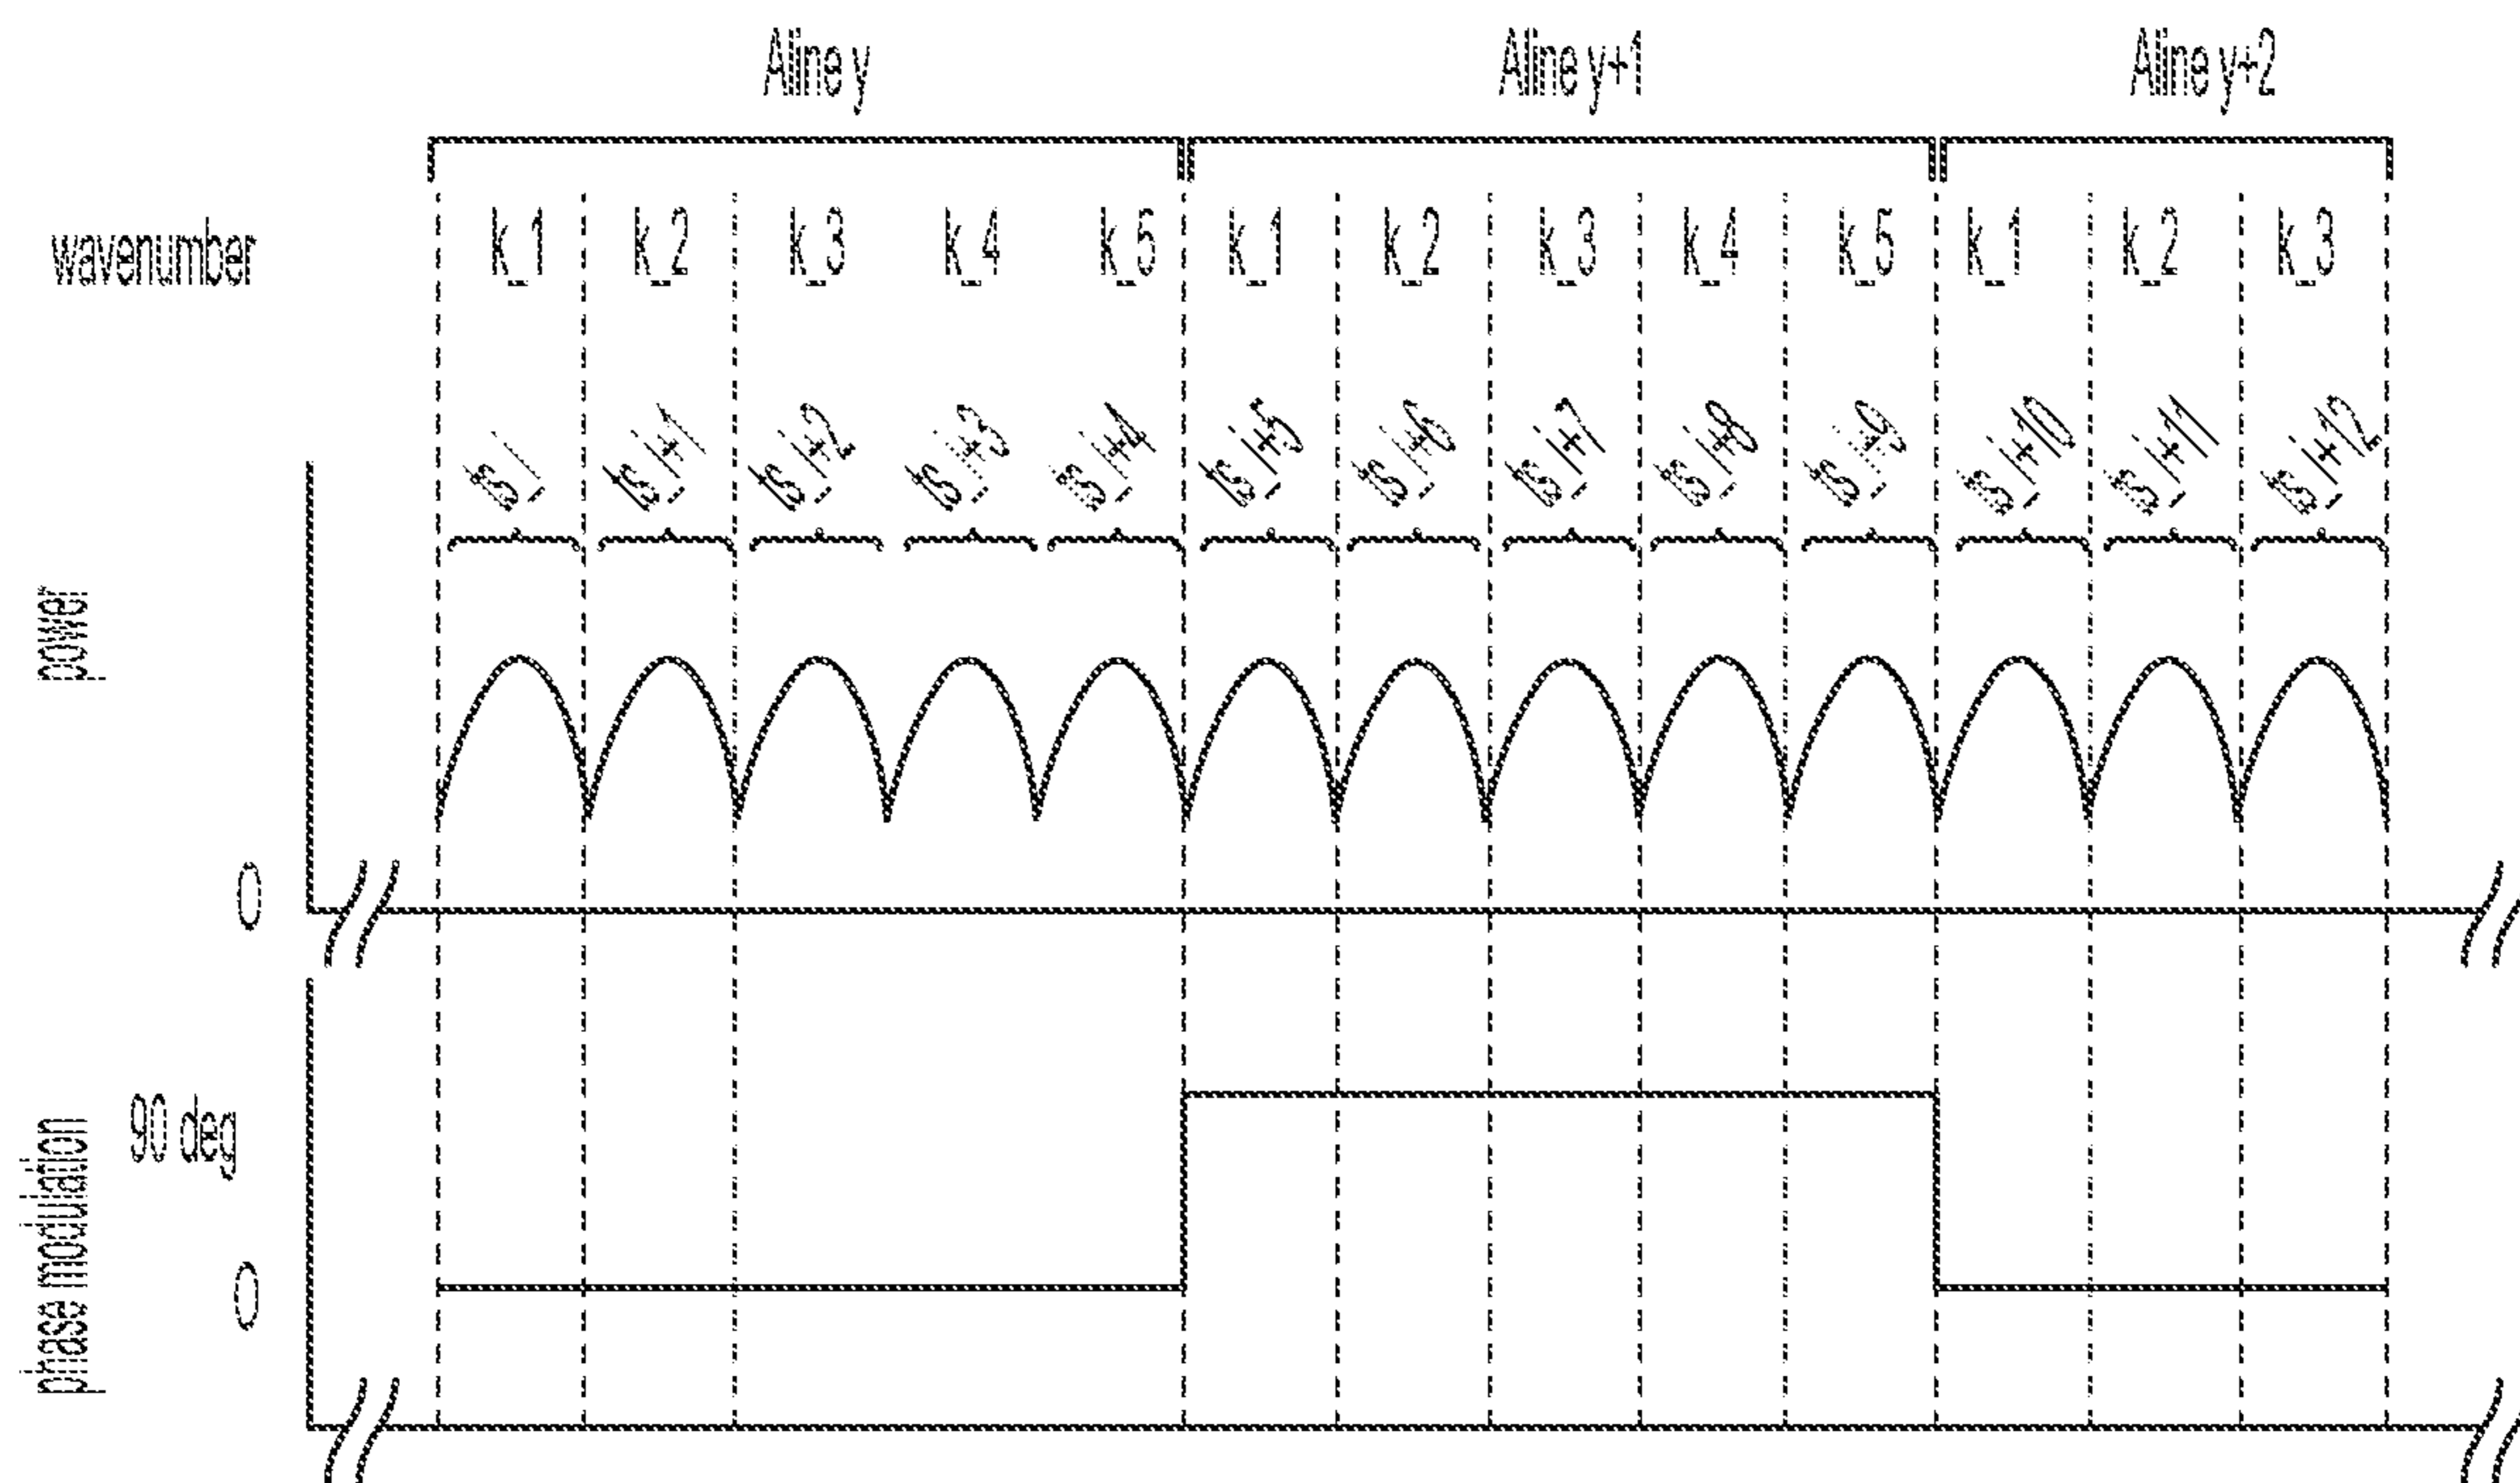 Aline y Aline y+1 Aline y+2
wavenumber k_1 k_2 k_3 k_4 k_5 k_1 k_2 k_3 k_4 k_5 k_1 k_2 k_3
ts_i ts_i+1 ts_i+2 ts_i+3 ts_i+4 ts_i+5 ts_i+6 ts_i+7 ts_i+8 ts_i+9 ts_i+10 ts_i+11 ts_i+12
power
0
90 deg
phase modulation
0